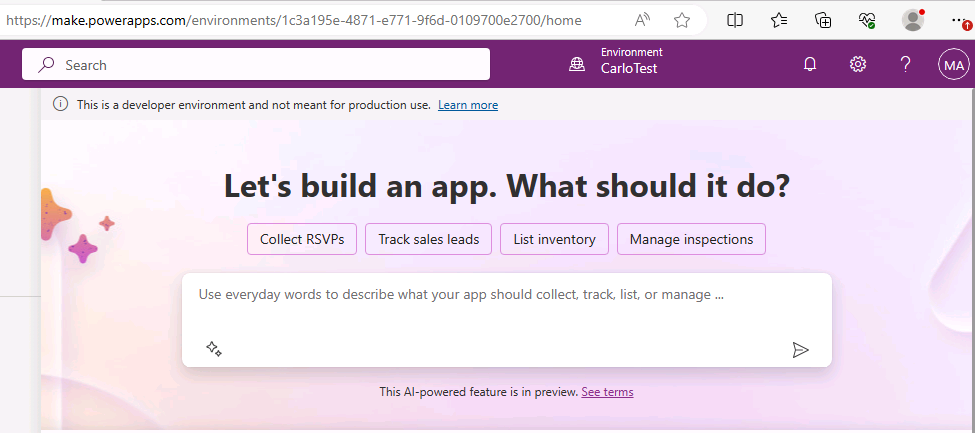 https://make.powerapps.com/environments/1c3a195e-4871-e771-9f6d-0109700e2700/home
Search
Environment
CarloTest
MA
This is a developer environment and not meant for production use. Learn more
Let's build an app. What should it do?
Collect RSVPs
Track sales leads
List inventory
Manage inspections
Use everyday words to describe what your app should collect, track, list, or manage ...
This AI-powered feature is in preview. See terms